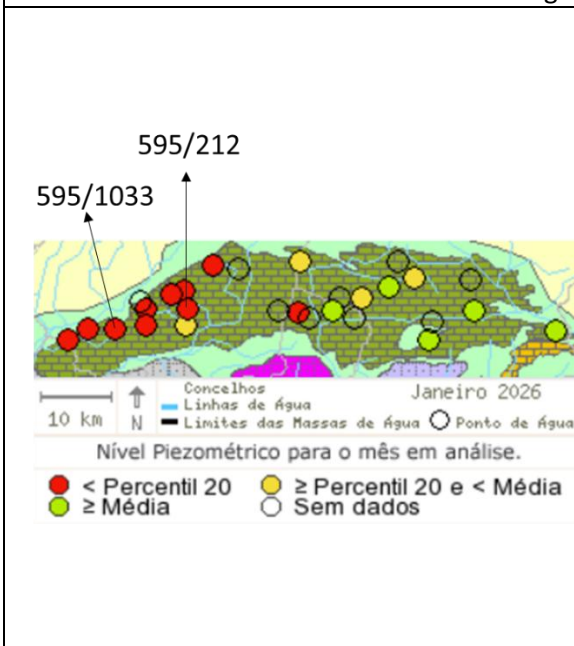 595/212
595/1033
Concelhos
Janeiro 2026
Linhas de Água
10 km
N
Limites das Massas de Água
Ponto de Água
Nível Piezométrico para o mês em análise.
< Percentil 20
≥ Percentil 20 e < Média
≥ Média
Sem dados